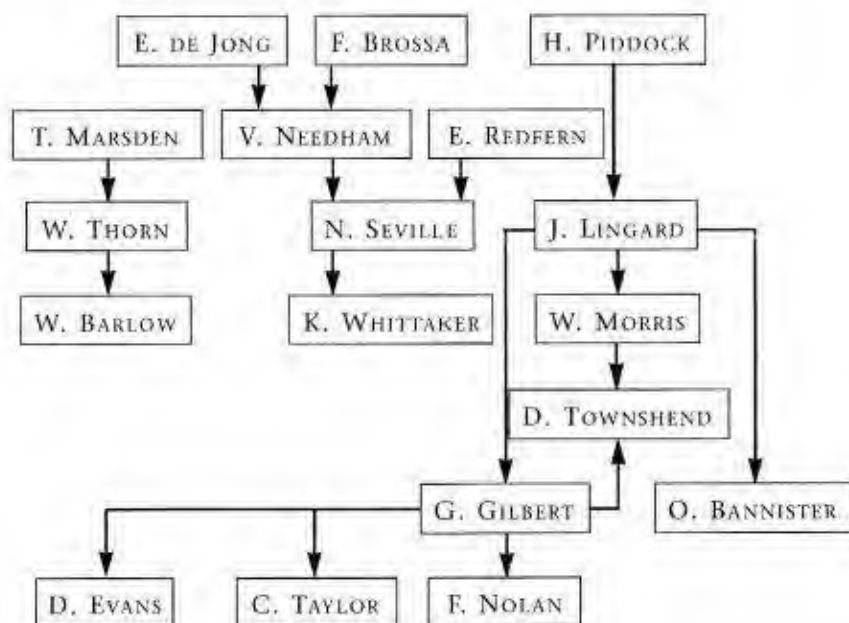 E. DE JONG
F. BROSSA
H. PIDDOCK
T. MARSDEN
V. NEEDHAM
E. REDFERN
W. THORN
N. SEVILLE
J. LINGARD
W. BARLOW
K. WHITTAKER
W. MORRIS
D. TOWNSHEND
G. GILBERT
O. BANNISTER
D. EVANS
C. TAYLOR
F. NOLAN